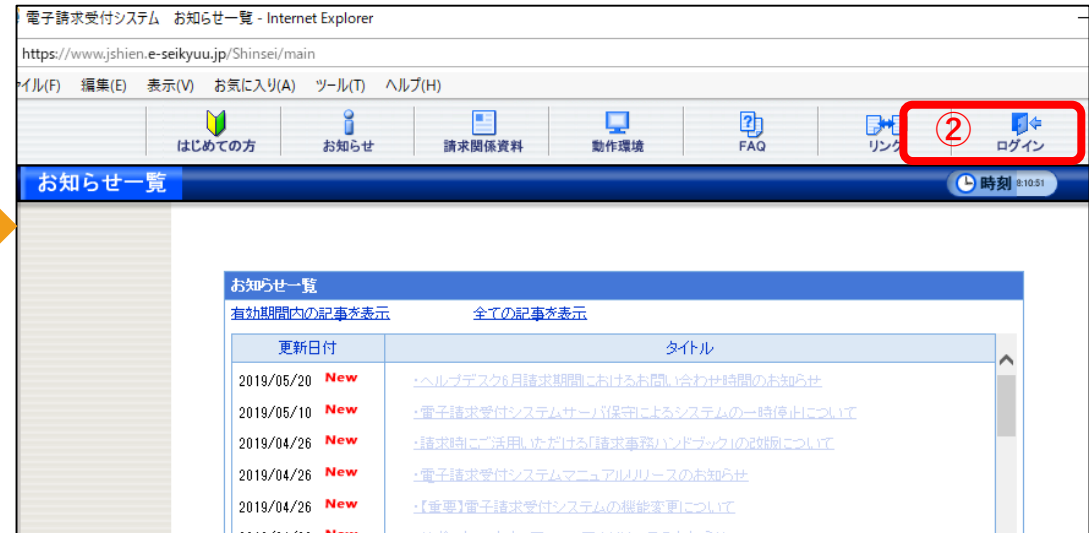 電子請求受付システム お知らせ一覧 - Internet Explorer
https://www.jshien.e-seikyuu.jp/Shinsei/main
イル(F) 編集(E) 表示(V) お気に入り(A) ツール(T) ヘルプ(H)
はじめての方 お知らせ 請求関係資料 動作環境 FAQ リンク ② ログイン
お知らせ一覧 時刻 8:10:51
お知らせ一覧
有効期間内の記事を表示 全ての記事を表示
更新日付 タイトル
2019/05/20 New ・ヘルプデスク6月請求期間におけるお問い合わせ時間のお知らせ
2019/05/10 New ・電子請求受付システムサーバ保守によるシステムの一時停止について
2019/04/26 New ・請求時にご活用いただける「請求事務ハンドブック」の改版について
2019/04/26 New ・電子請求受付システムマニュアルリリースのお知らせ
2019/04/26 New ・【重要】電子請求受付システムの機能変更について